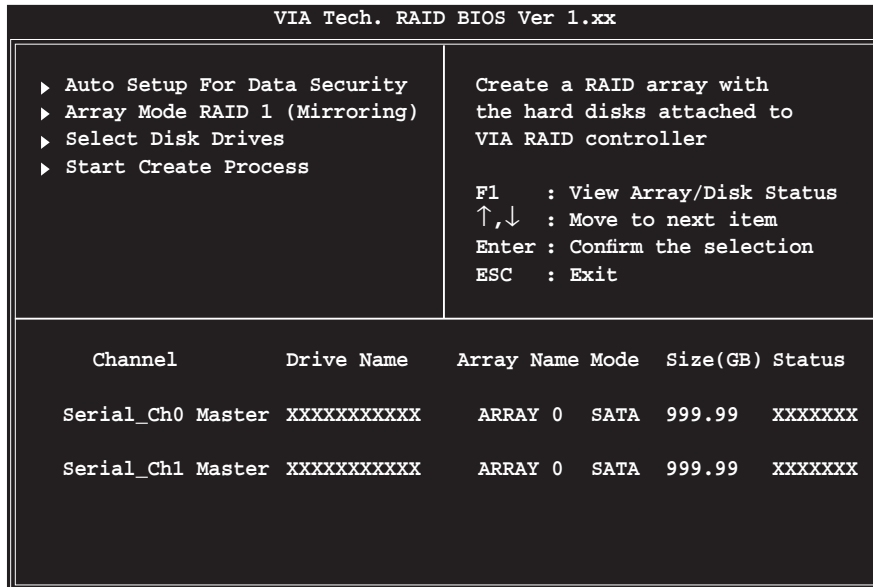 VIA Tech. RAID BIOS Ver 1.xx
Auto Setup For Data Security
Array Mode RAID 1 (Mirroring)
Select Disk Drives
Start Create Process
Create a RAID array with
the hard disks attached to
VIA RAID controller
F1 : View Array/Disk Status
↑,↓ : Move to next item
Enter : Confirm the selection
ESC : Exit
Channel Drive Name Array Name Mode Size(GB) Status
Serial_Ch0 Master XXXXXXXXXXX ARRAY 0 SATA 999.99 XXXXXXX
Serial_Ch1 Master XXXXXXXXXXX ARRAY 0 SATA 999.99 XXXXXXX